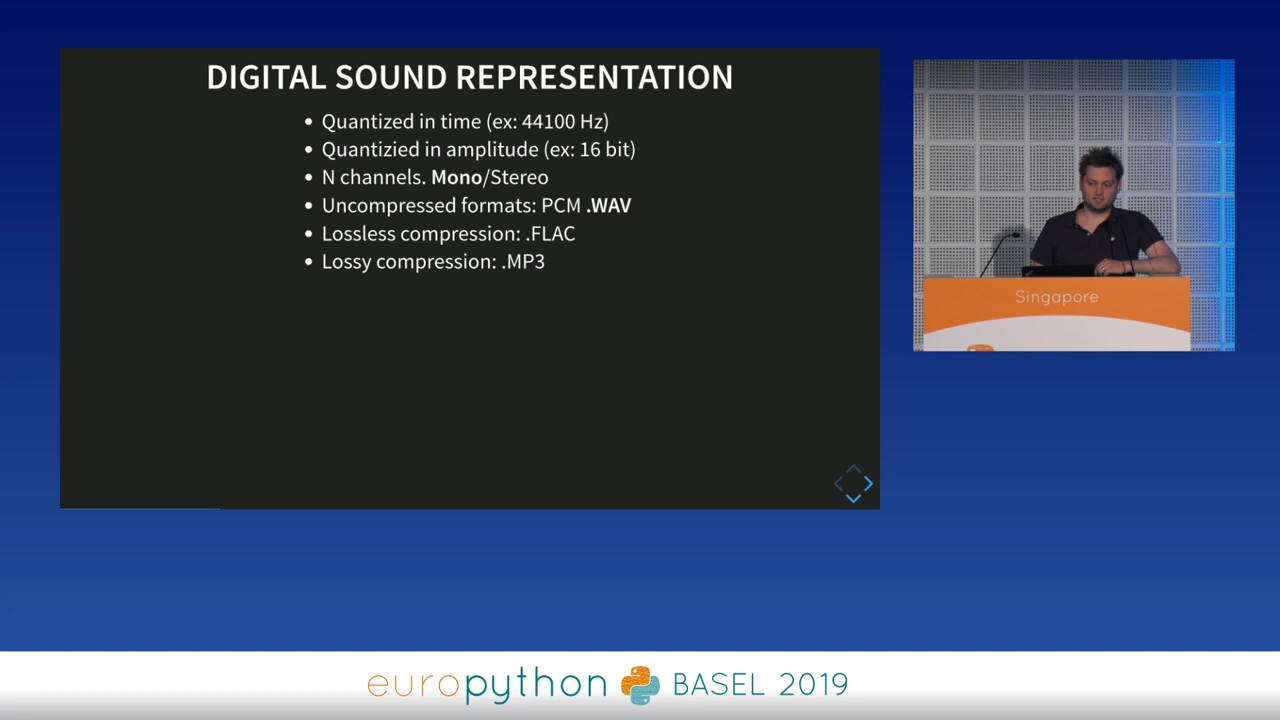 DIGITAL SOUND REPRESENTATION
• Quantized in time (ex: 44100 Hz)
• Quantizied in amplitude (ex: 16 bit)
• N channels. Mono/Stereo
• Uncompressed formats: PCM .WAV
• Lossless compression: .FLAC
• Lossy compression: .MP3
Singapore
europython BASEL 2019